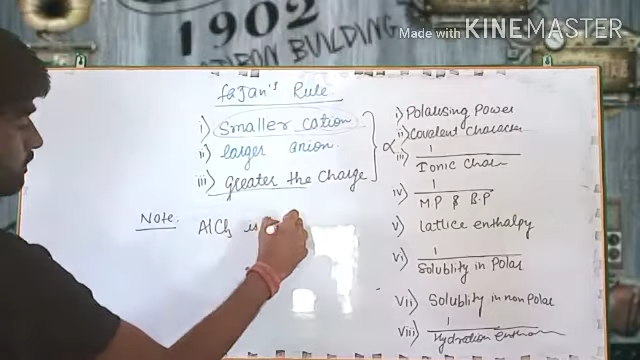 1902
BUILDING
Made with KINEMASTER
Fajan's Rule
i) Smaller cation
ii) larger anion.
iii) greater the Charge
∝
i) Polarising Power
ii) Covalent Character
iii) 1
Ionic Char
iv) 1
MP & B.P
v) lattice enthalpy
vi) 1
Solublity in Polar
vii) Solublity in non Polar
viii) 1
Hydration enthal
Note:
AlCl3 is